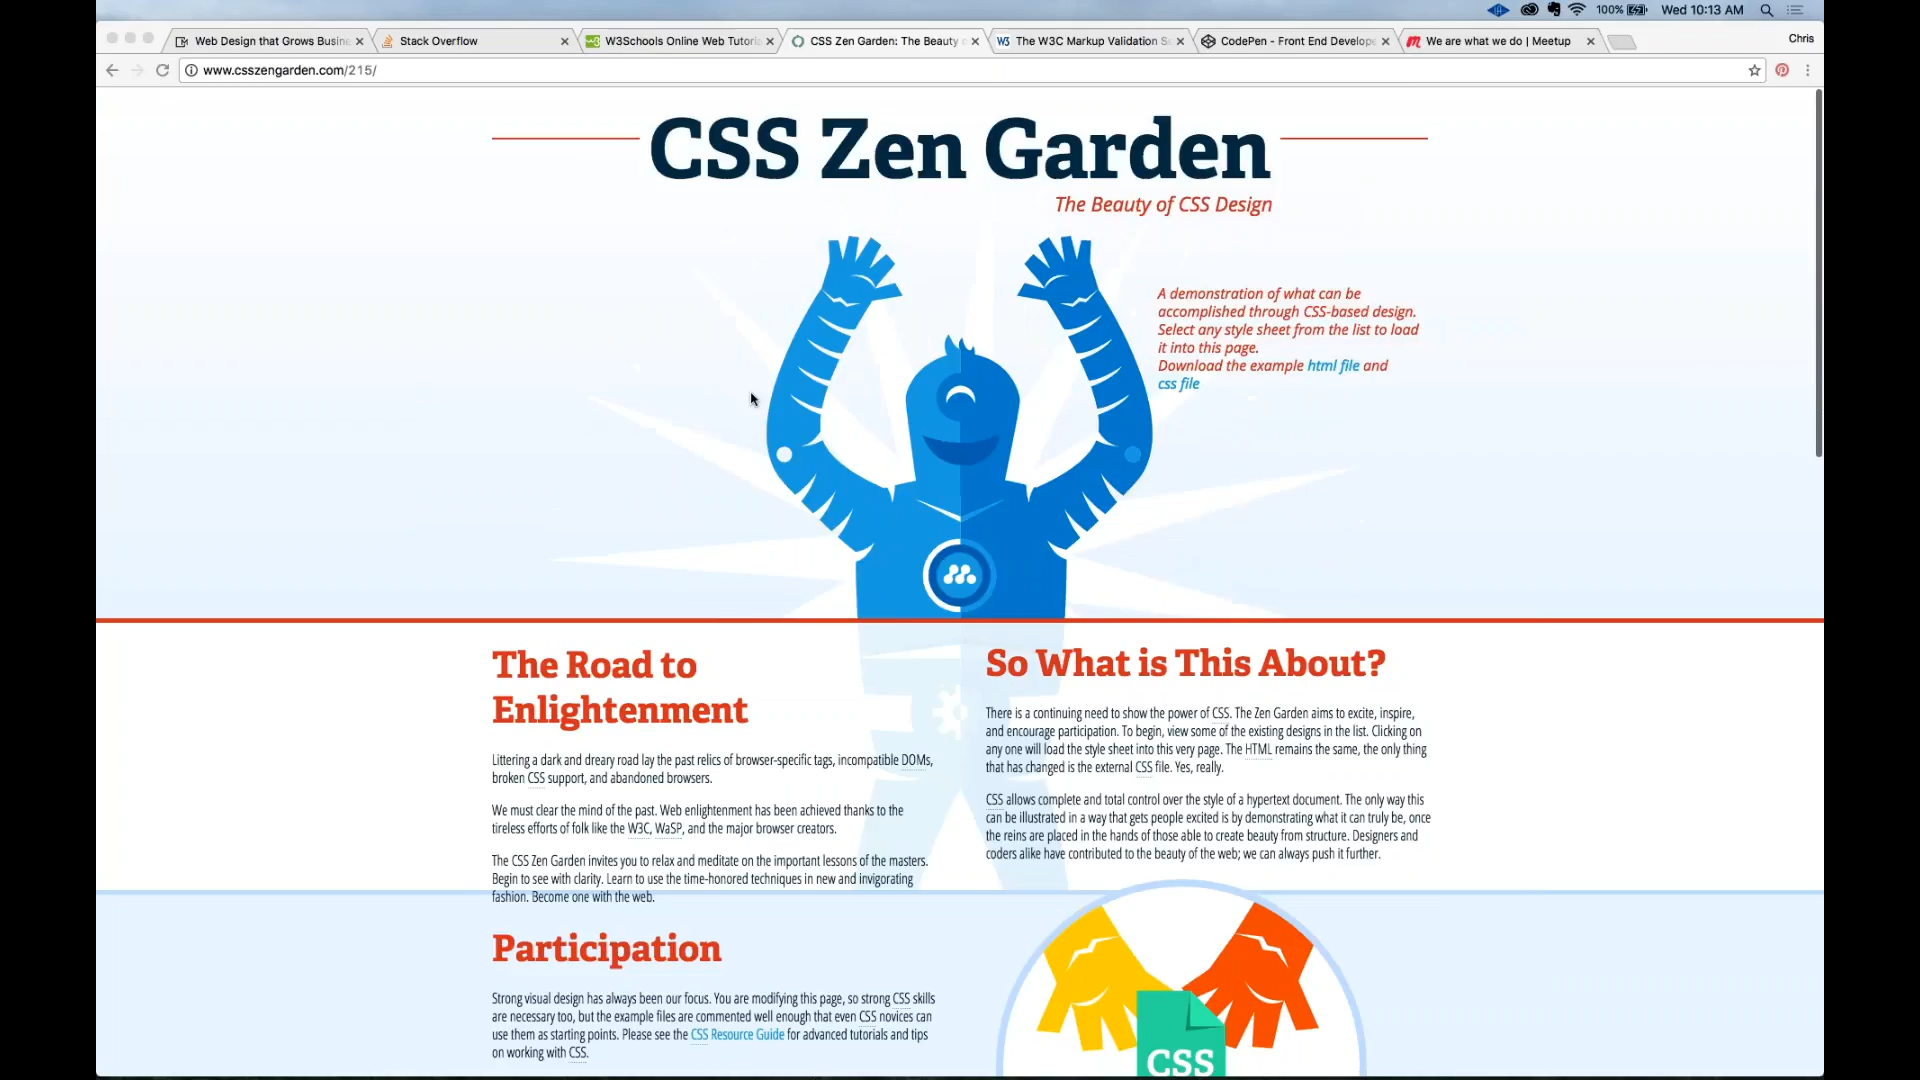 100%
Wed 10:13 AM
Web Design that Grows Busine
Stack Overflow
W3Schools Online Web Tutoria
CSS Zen Garden: The Beauty o
The W3C Markup Validation Se
CodePen - Front End Develope
We are what we do | Meetup
Chris
www.csszengarden.com/215/
CSS Zen Garden
The Beauty of CSS Design
A demonstration of what can be
accomplished through CSS-based design.
Select any style sheet from the list to load
it into this page.
Download the example html file and
css file
The Road to
Enlightenment
Littering a dark and dreary road lay the past relics of browser-specific tags, incompatible DOMs,
broken CSS support, and abandoned browsers.
We must clear the mind of the past. Web enlightenment has been achieved thanks to the
tireless efforts of folk like the W3C, WaSP, and the major browser creators.
The CSS Zen Garden invites you to relax and meditate on the important lessons of the masters.
Begin to see with clarity. Learn to use the time-honored techniques in new and invigorating
fashion. Become one with the web.
So What is This About?
There is a continuing need to show the power of CSS. The Zen Garden aims to excite, inspire,
and encourage participation. To begin, view some of the existing designs in the list. Clicking on
any one will load the style sheet into this very page. The HTML remains the same, the only thing
that has changed is the external CSS file. Yes, really.
CSS allows complete and total control over the style of a hypertext document. The only way this
can be illustrated in a way that gets people excited is by demonstrating what it can truly be, once
the reins are placed in the hands of those able to create beauty from structure. Designers and
coders alike have contributed to the beauty of the web; we can always push it further.
Participation
Strong visual design has always been our focus. You are modifying this page, so strong CSS skills
are necessary too, but the example files are commented well enough that even CSS novices can
use them as starting points. Please see the CSS Resource Guide for advanced tutorials and tips
on working with CSS.
CSS